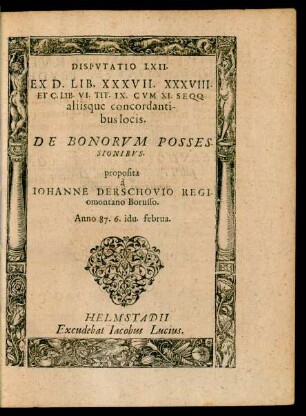 DISPVTATIO LXII.
EX D. LIB. XXXVII. XXXVIII.
ET C. LIB. VI. TIT. IX. CVM XI. SEQQ.
aliisque concordanti-
bus locis.
DE BONORVM POSSES-
SIONIBVS.
proposita
â
IOHANNE DERSCHOVIO REGI-
omontano Borusso.
Anno 87. 6. idu. februa.
HELMSTADII
Excudebat Iacobus Lucius.